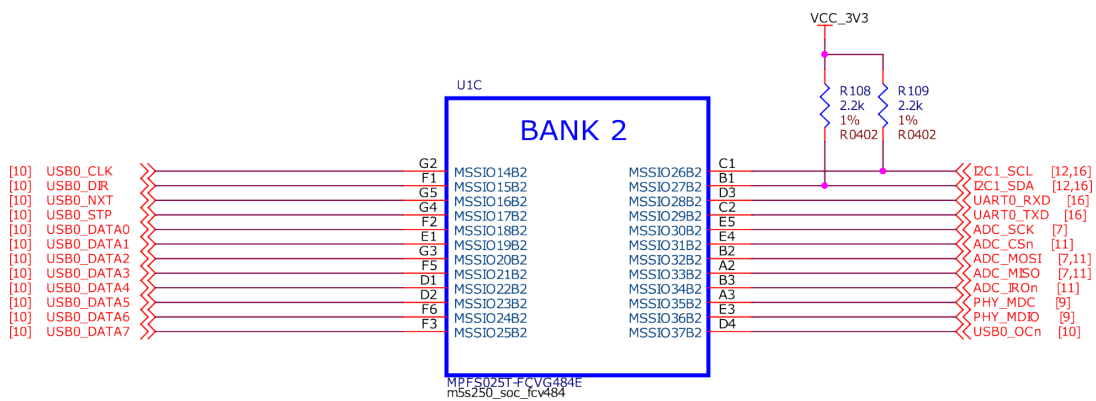 VCC_3V3
R108
2.2k
1%
R0402
R109
2.2k
1%
R0402
U1C
BANK 2
[10] USB0_CLK G2 MSSIO14B2
[10] USB0_DIR F1 MSSIO15B2
[10] USB0_NXT G5 MSSIO16B2
[10] USB0_STP G4 MSSIO17B2
[10] USB0_DATA0 F2 MSSIO18B2
[10] USB0_DATA1 E1 MSSIO19B2
[10] USB0_DATA2 G3 MSSIO20B2
[10] USB0_DATA3 F5 MSSIO21B2
[10] USB0_DATA4 D1 MSSIO22B2
[10] USB0_DATA5 D2 MSSIO23B2
[10] USB0_DATA6 F6 MSSIO24B2
[10] USB0_DATA7 F3 MSSIO25B2
MSSIO26B2 C1 I2C1_SCL [12,16]
MSSIO27B2 B1 I2C1_SDA [12,16]
MSSIO28B2 D3 UART0_RXD [16]
MSSIO29B2 C2 UART0_TXD [16]
MSSIO30B2 E5 ADC_SCK [7]
MSSIO31B2 E4 ADC_CSn [11]
MSSIO32B2 B2 ADC_MOSI [7,11]
MSSIO33B2 A2 ADC_MISO [7,11]
MSSIO34B2 B3 ADC_IRQn [11]
MSSIO35B2 A3 PHY_MDC [9]
MSSIO36B2 E3 PHY_MDIO [9]
MSSIO37B2 D4 USB0_OCn [10]
MPFS025T-FCVG484E
m5s250_soc_fcv484